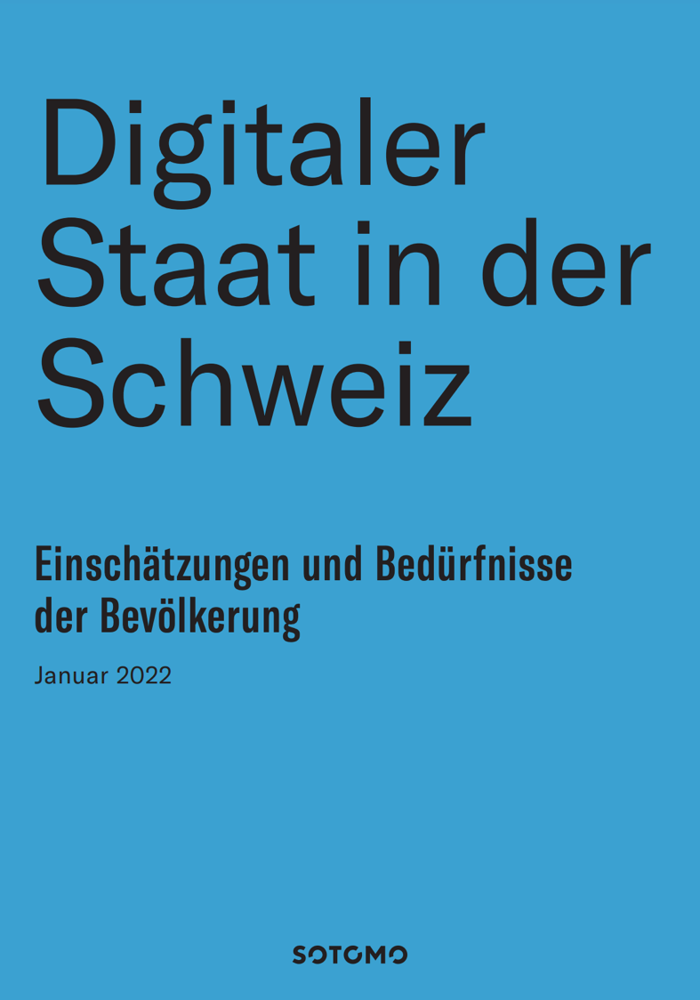 Digitaler
Staat in der
Schweiz
Einschätzungen und Bedürfnisse
der Bevölkerung
Januar 2022
SOTOMO